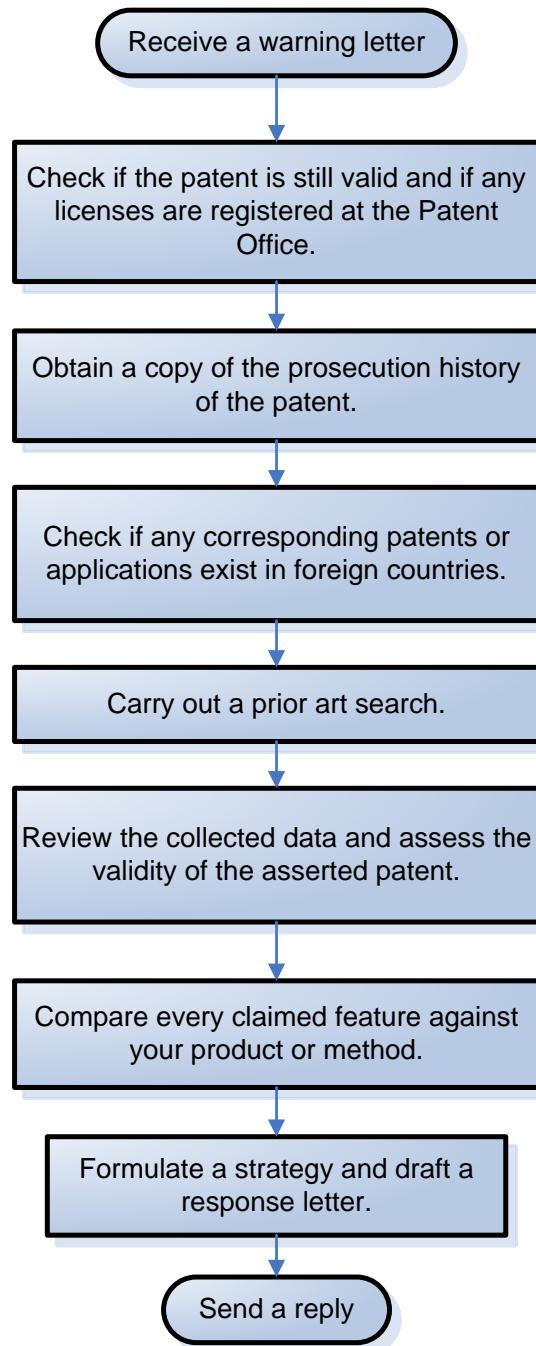 Receive a warning letter
Check if the patent is still valid and if any
licenses are registered at the Patent
Office.
Obtain a copy of the prosecution history
of the patent.
Check if any corresponding patents or
applications exist in foreign countries.
Carry out a prior art search.
Review the collected data and assess the
validity of the asserted patent.
Compare every claimed feature against
your product or method.
Formulate a strategy and draft a
response letter.
Send a reply